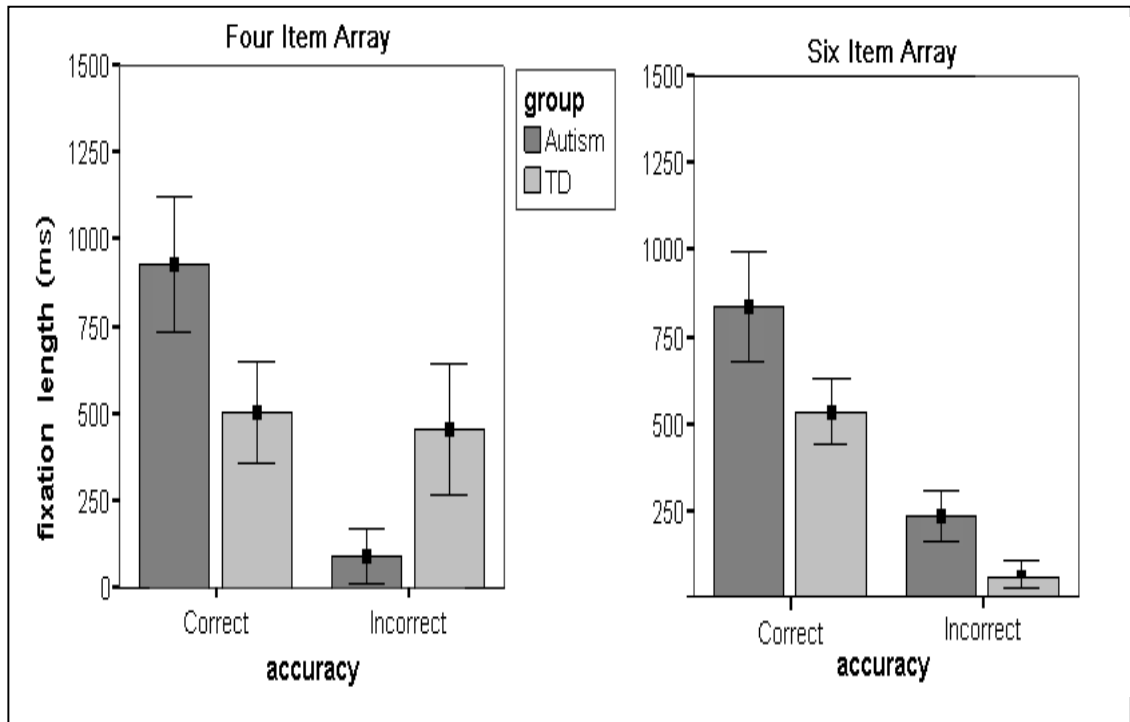 Four Item Array
1500
1250
1000
750
500
250
0
fixation length (ms)
Correct
Incorrect
accuracy
group
Autism
TD
Six Item Array
1500
1250
1000
750
500
250
Correct
Incorrect
accuracy